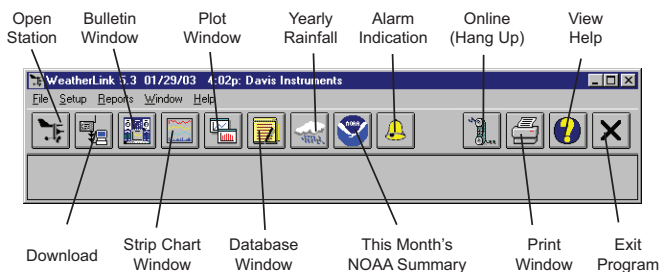 Open
Station
Bulletin
Window
Plot
Window
Yearly
Rainfall
Alarm
Indication
Online
(Hang Up)
View
Help
WeatherLink 5.3 01/29/03 4:02p: Davis Instruments
File Setup Reports Window Help
NOAA
Download
Strip Chart
Window
Database
Window
This Month's
NOAA Summary
Print
Window
Exit
Program